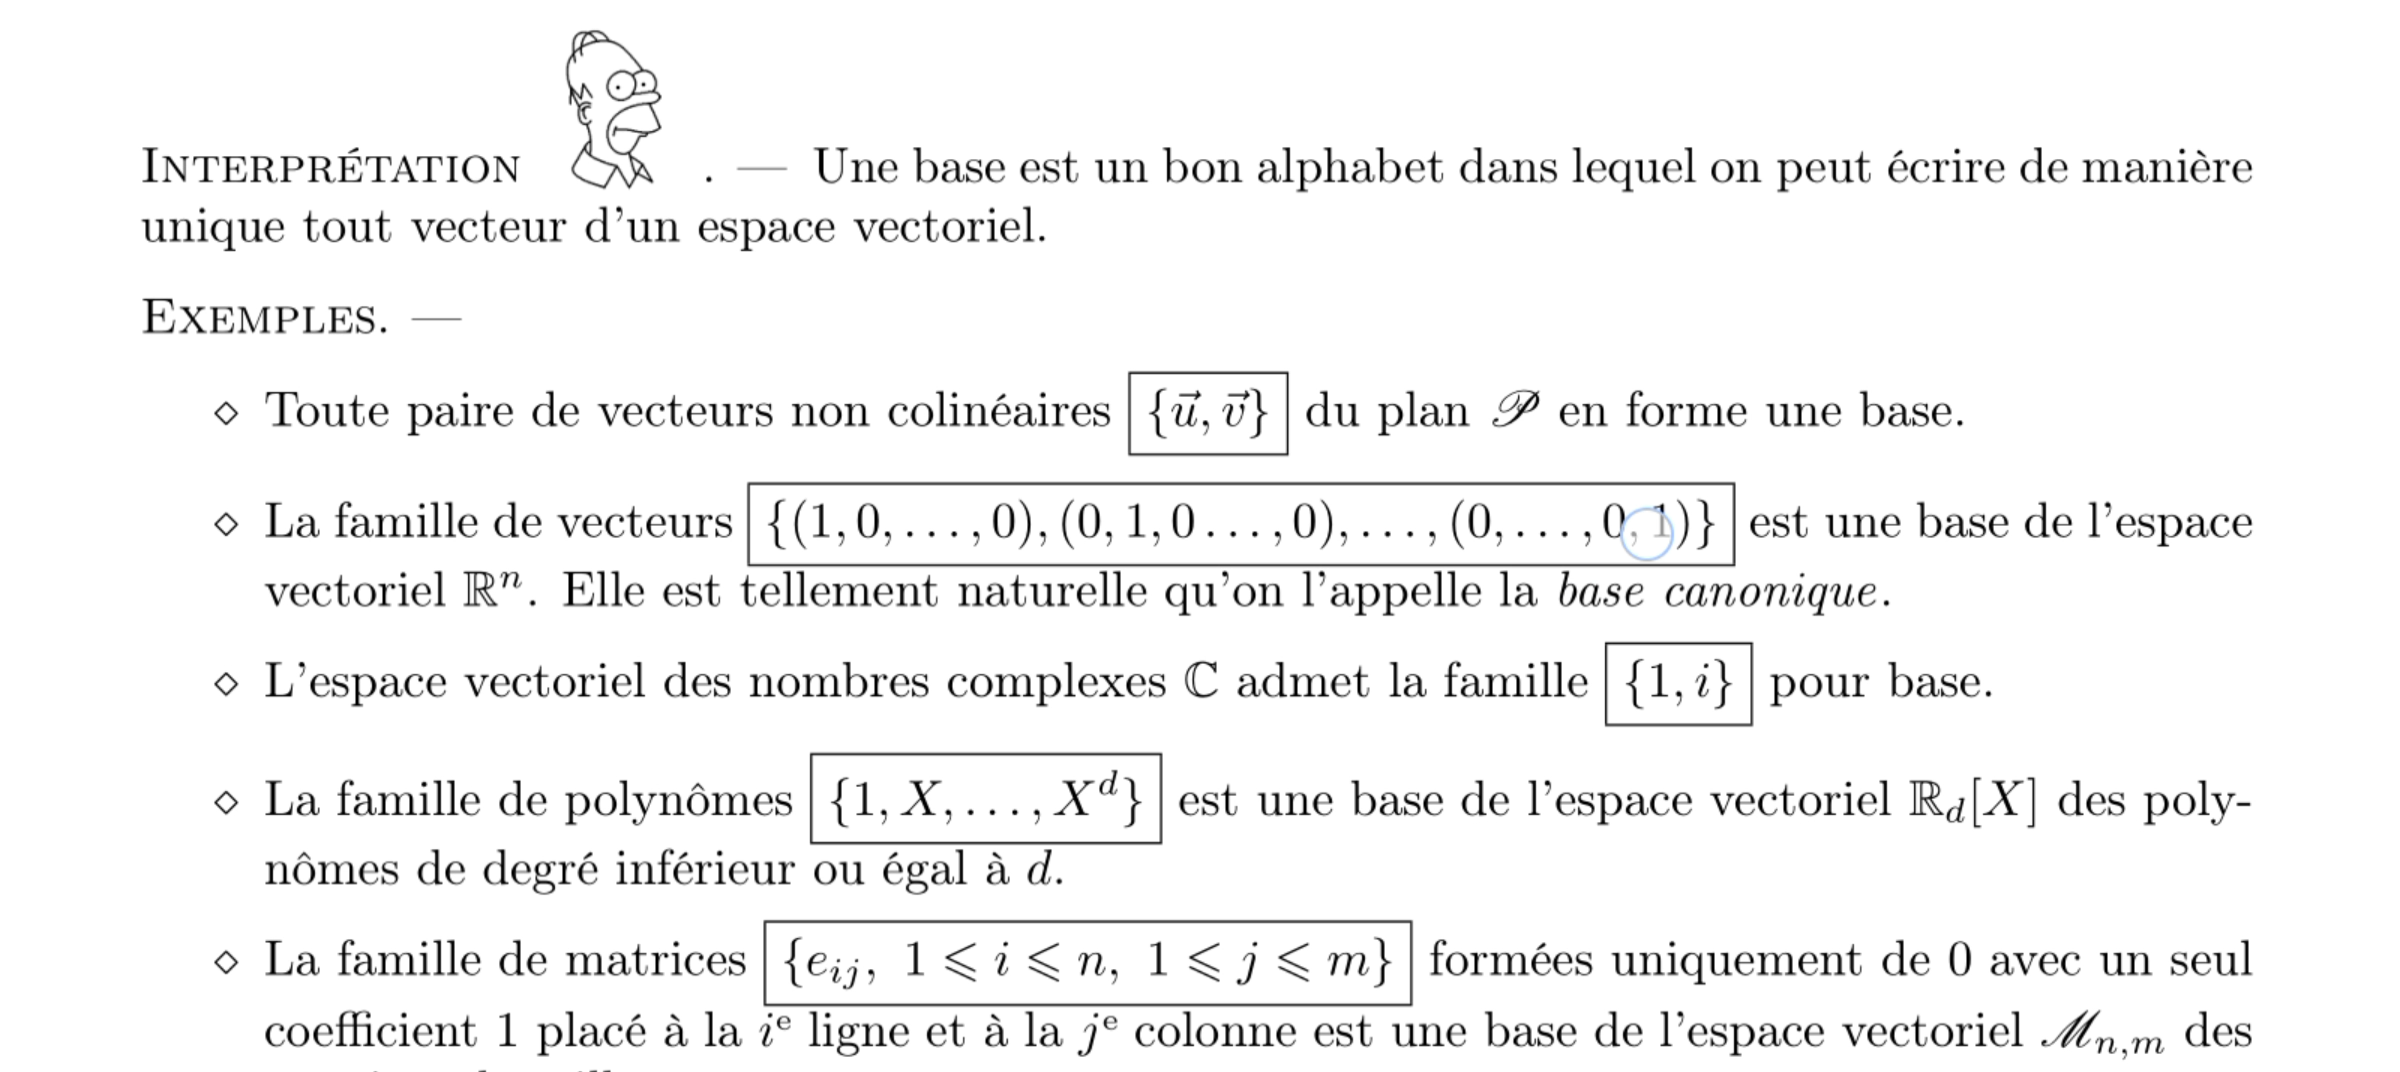 INTERPRÉTATION . — Une base est un bon alphabet dans lequel on peut écrire de manière
unique tout vecteur d'un espace vectoriel.
EXEMPLES. —
⋄ Toute paire de vecteurs non colinéaires {u⃗, v⃗} du plan 𝒫 en forme une base.
⋄ La famille de vecteurs {(1, 0, . . . , 0), (0, 1, 0 . . . , 0), . . . , (0, . . . , 0, 1)} est une base de l'espace
vectoriel ℝⁿ. Elle est tellement naturelle qu'on l'appelle la base canonique.
⋄ L'espace vectoriel des nombres complexes ℂ admet la famille {1, i} pour base.
⋄ La famille de polynômes {1, X, . . . , X^d} est une base de l'espace vectoriel ℝ_d[X] des poly-
nômes de degré inférieur ou égal à d.
⋄ La famille de matrices {e_{ij}, 1 ⩽ i ⩽ n, 1 ⩽ j ⩽ m} formées uniquement de 0 avec un seul
coefficient 1 placé à la iᵉ ligne et à la jᵉ colonne est une base de l'espace vectoriel ℳ_{n,m} des